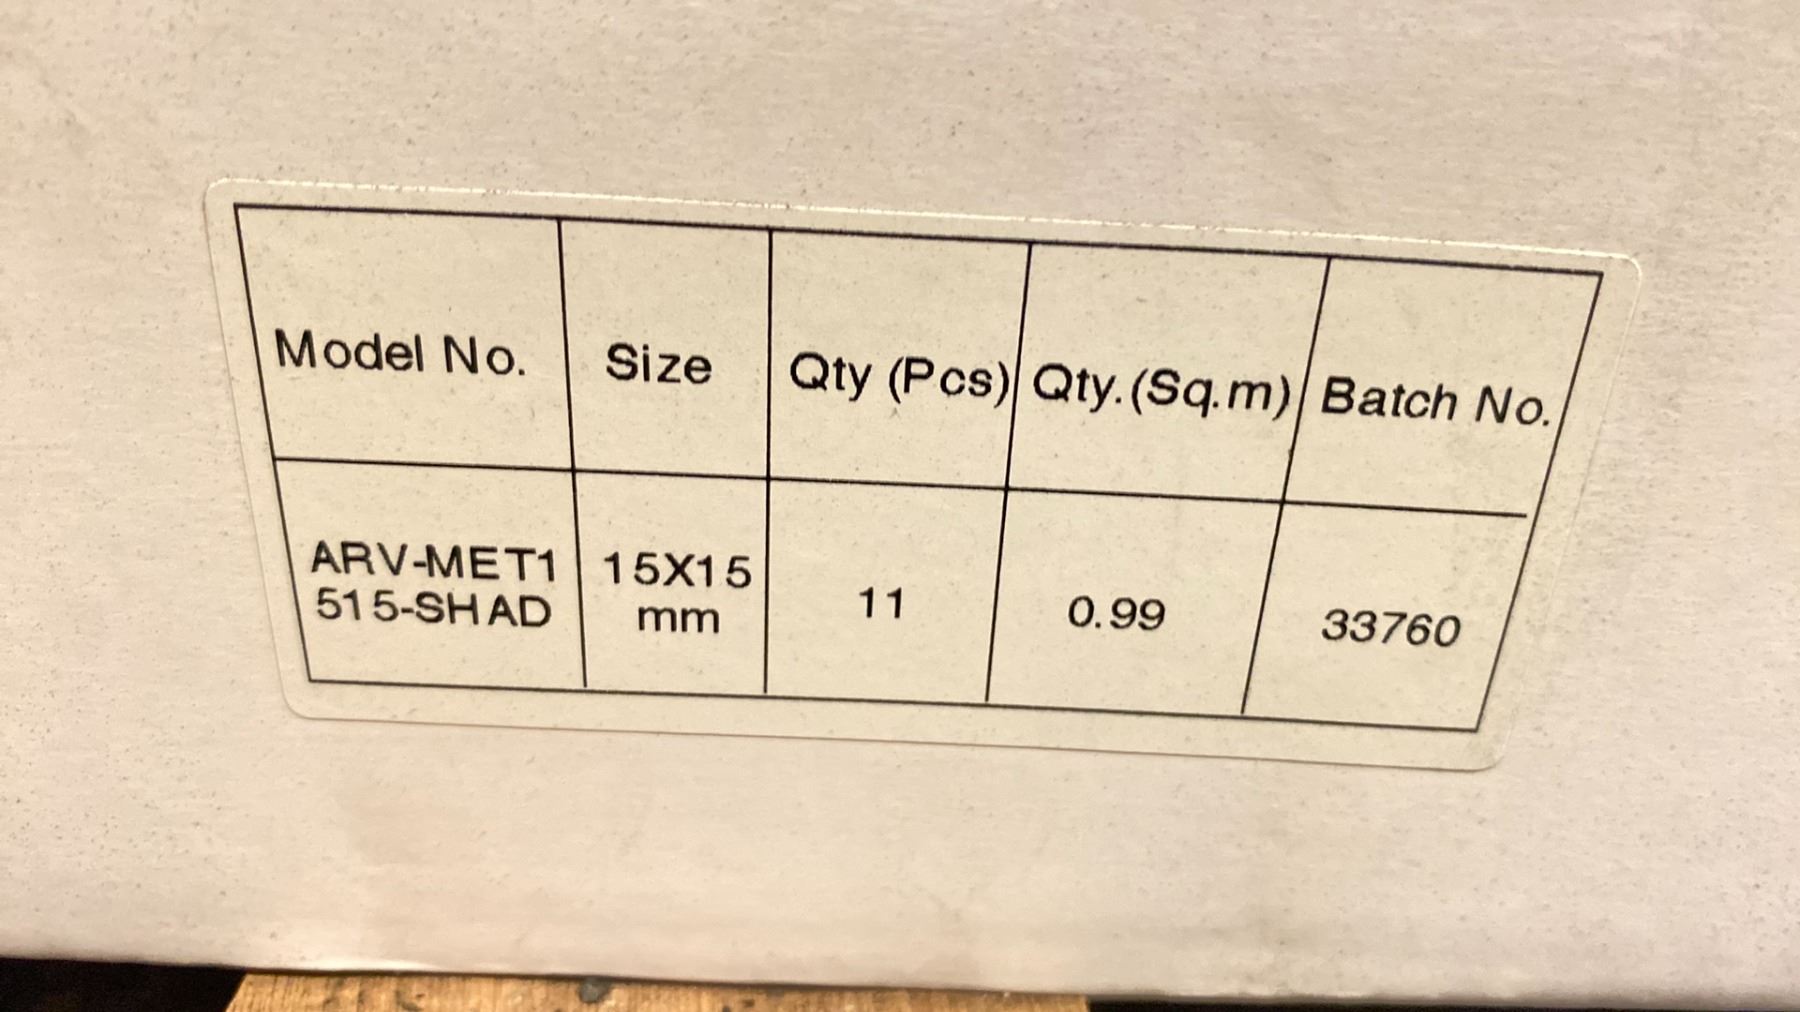 Model No. Size Qty (Pcs) Qty.(Sq.m) Batch No.
ARV-MET1 15X15 11 0.99 33760
515-SHAD mm